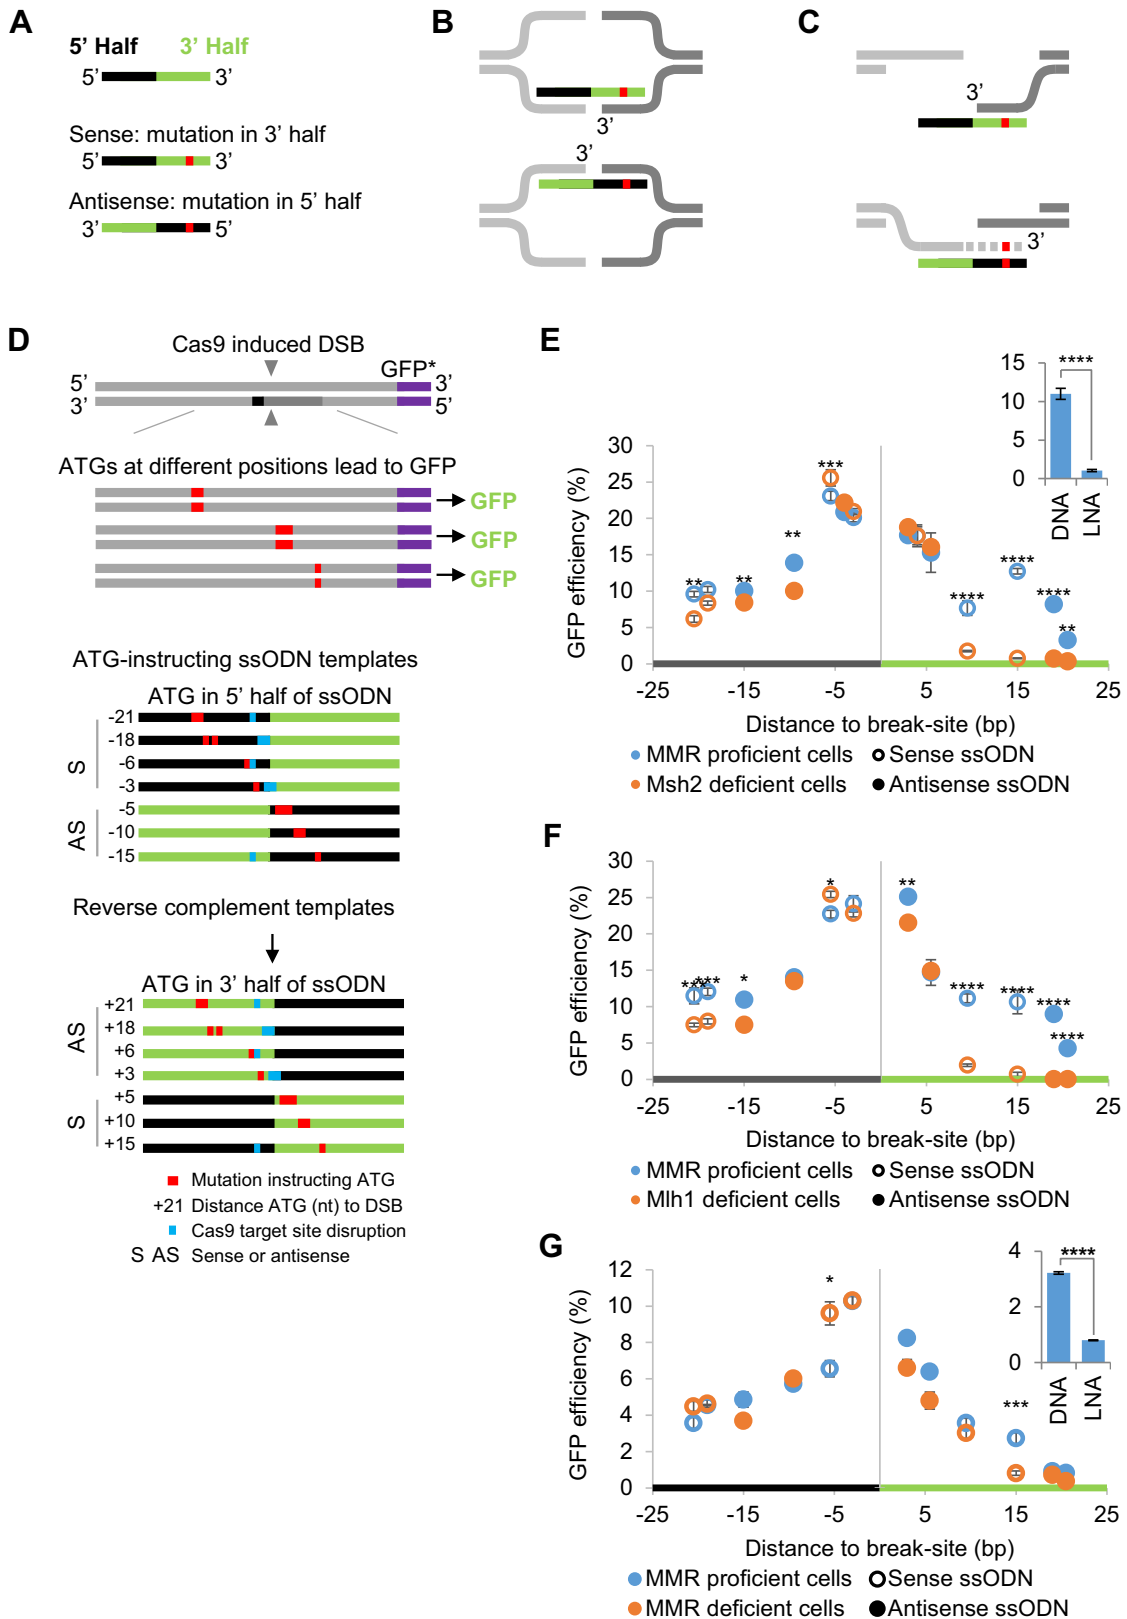 A
5’ Half 3’ Half
5’ 3’
Sense: mutation in 3’ half
5’ 3’
Antisense: mutation in 5’ half
3’ 5’
B
3’
3’
C
3’
3’
D
Cas9 induced DSB
GFP*
5’ 3’
3’ 5’
ATGs at different positions lead to GFP
GFP
GFP
GFP
ATG-instructing ssODN templates
ATG in 5’ half of ssODN
S
-21
-18
-6
-3
AS
-5
-10
-15
Reverse complement templates
ATG in 3’ half of ssODN
AS
+21
+18
+6
+3
S
+5
+10
+15
Mutation instructing ATG
+21 Distance ATG (nt) to DSB
Cas9 target site disruption
S AS Sense or antisense
E
GFP efficiency (%)
30
25
20
15
10
5
0
-25 -15 -5 5 15 25
Distance to break-site (bp)
** ** ** *** **** **** **** **
15
10
5
0
****
DNA LNA
MMR proficient cells Sense ssODN
Msh2 deficient cells Antisense ssODN
F
GFP efficiency (%)
30
25
20
15
10
5
0
-25 -15 -5 5 15 25
Distance to break-site (bp)
*** *** * * ** **** **** **** ****
MMR proficient cells Sense ssODN
Mlh1 deficient cells Antisense ssODN
G
GFP efficiency (%)
12
10
8
6
4
2
0
-25 -15 -5 5 15 25
Distance to break-site (bp)
* ***
4
2
0
****
DNA LNA
MMR proficient cells Sense ssODN
MMR deficient cells Antisense ssODN